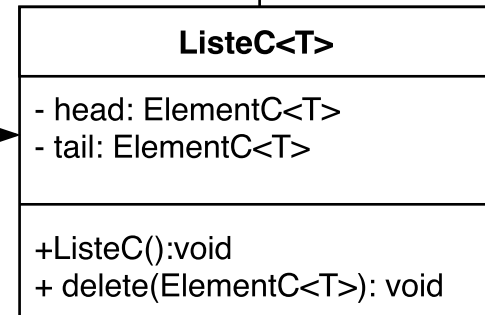 ListeC<T>
- head: ElementC<T>
- tail: ElementC<T>
+ListeC():void
+ delete(ElementC<T>): void